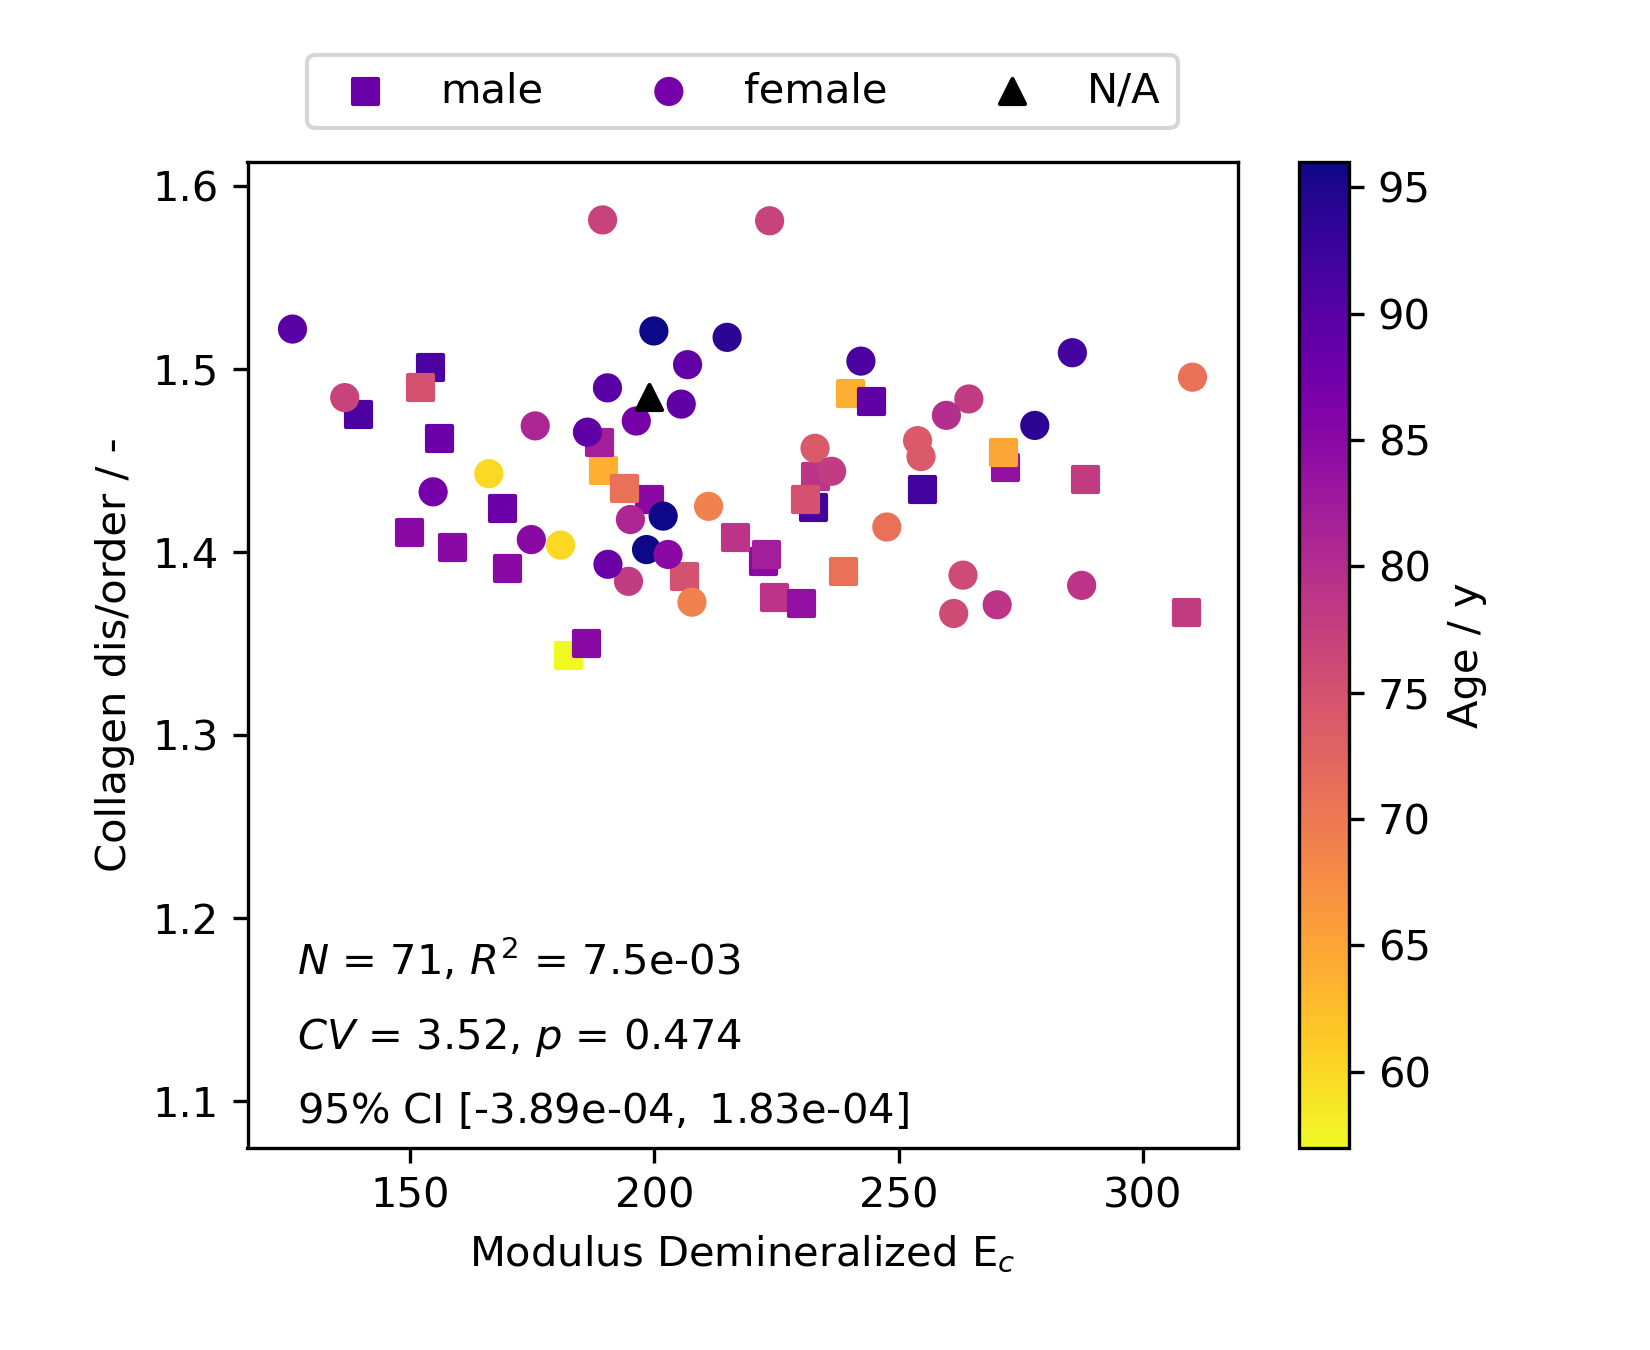 male female N/A
1.6
1.5
1.4
1.3
1.2
1.1
Collagen dis/order / -
N = 71, R² = 7.5e-03
CV = 3.52, p = 0.474
95% CI [-3.89e-04, 1.83e-04]
150 200 250 300
Modulus Demineralized E𝑐
95
90
85
80
75
70
65
60
Age / y